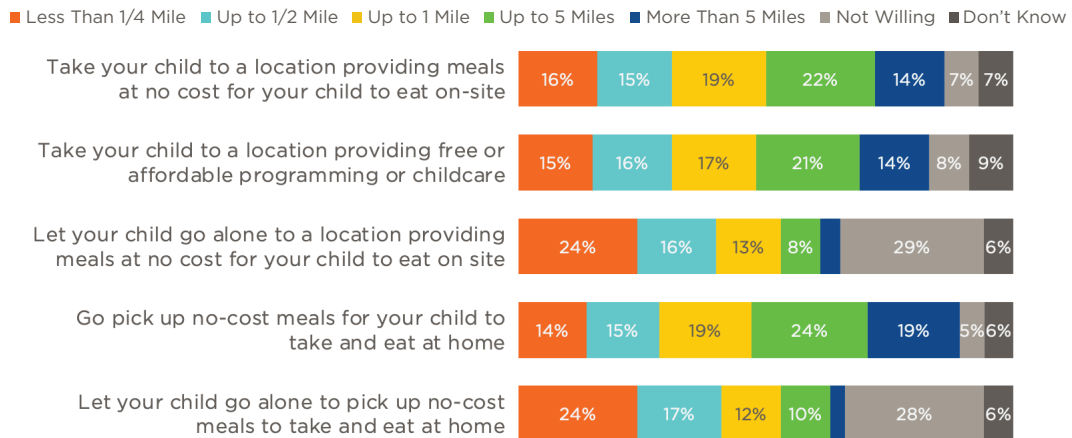 Less Than 1/4 Mile Up to 1/2 Mile Up to 1 Mile Up to 5 Miles More Than 5 Miles Not Willing Don’t Know
Take your child to a location providing meals
at no cost for your child to eat on-site
16% 15% 19% 22% 14% 7% 7%
Take your child to a location providing free or
affordable programming or childcare
15% 16% 17% 21% 14% 8% 9%
Let your child go alone to a location providing
meals at no cost for your child to eat on site
24% 16% 13% 8% 29% 6%
Go pick up no-cost meals for your child to
take and eat at home
14% 15% 19% 24% 19% 5% 6%
Let your child go alone to pick up no-cost
meals to take and eat at home
24% 17% 12% 10% 28% 6%